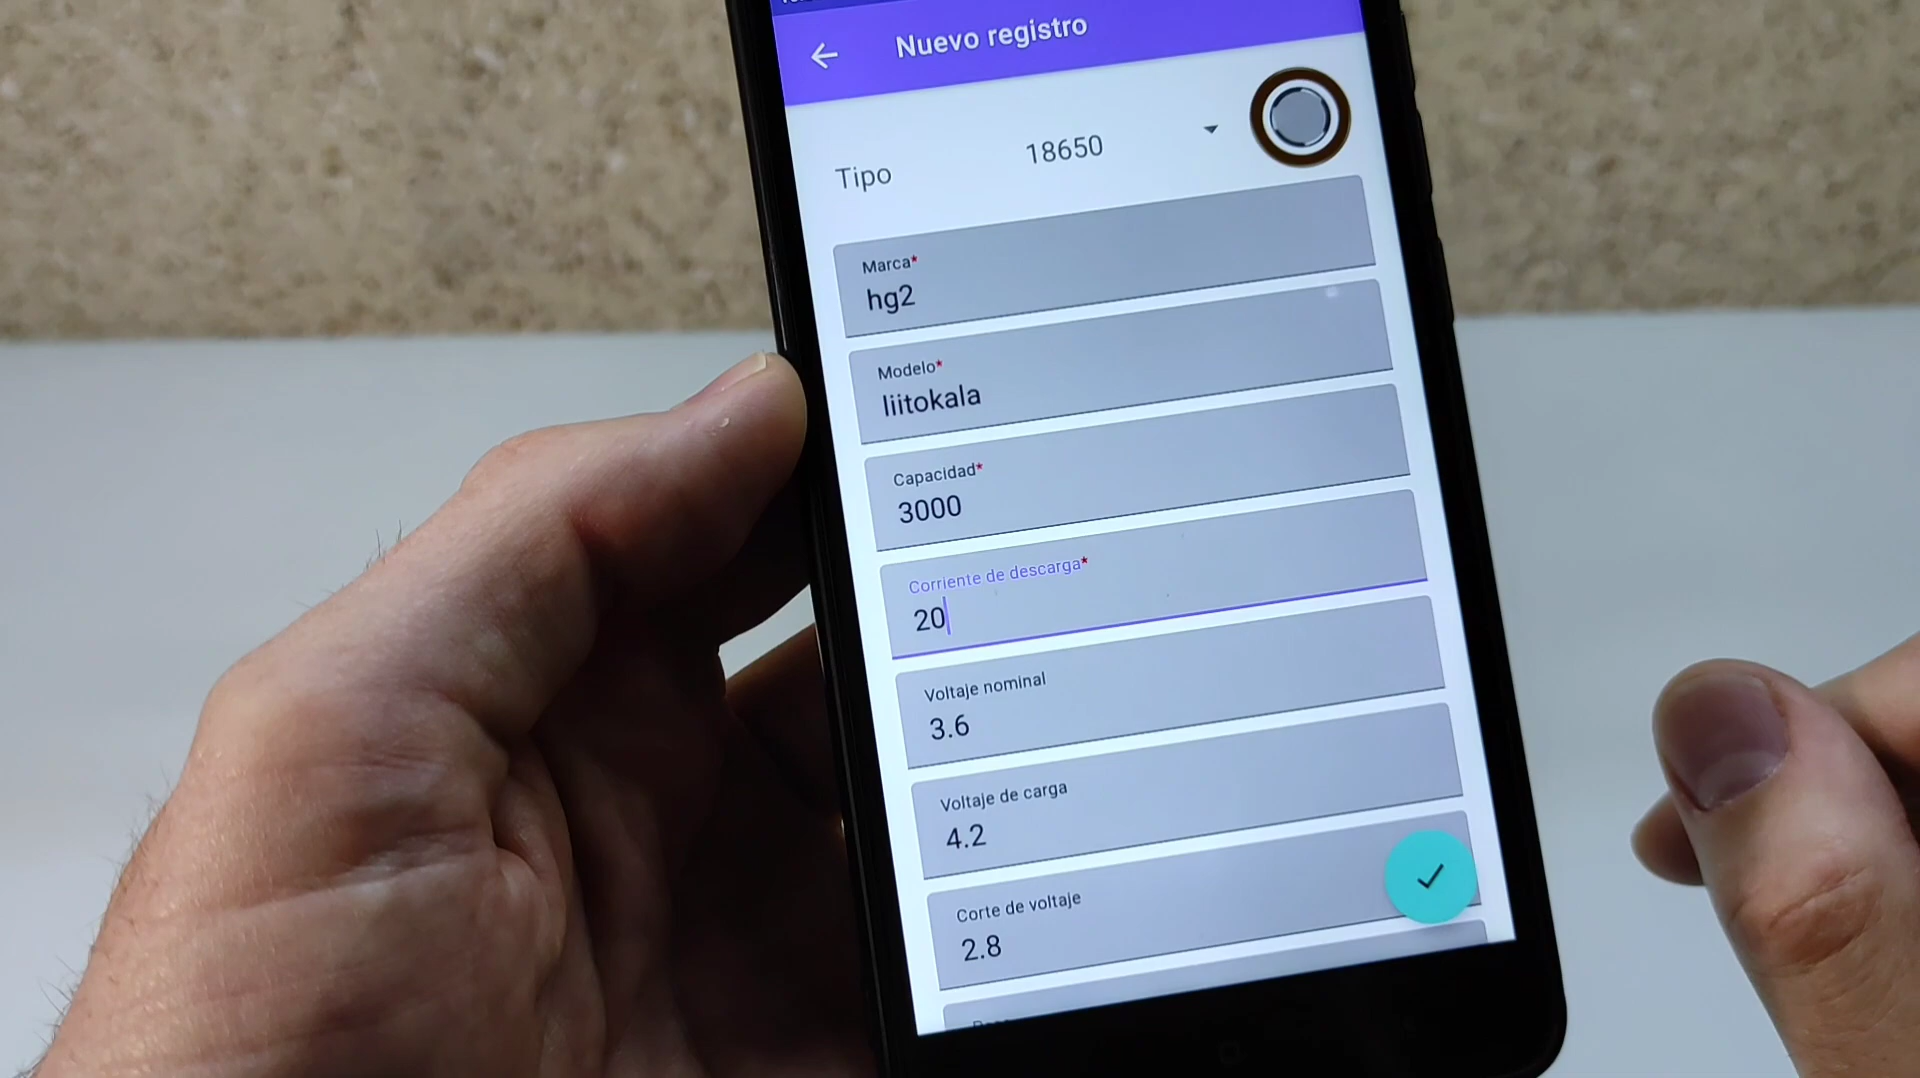 Nuevo registro
Tipo
18650
Marca*
hg2
Modelo*
liitokala
Capacidad*
3000
Corriente de descarga*
20
Voltaje nominal
3.6
Voltaje de carga
4.2
Corte de voltaje
2.8